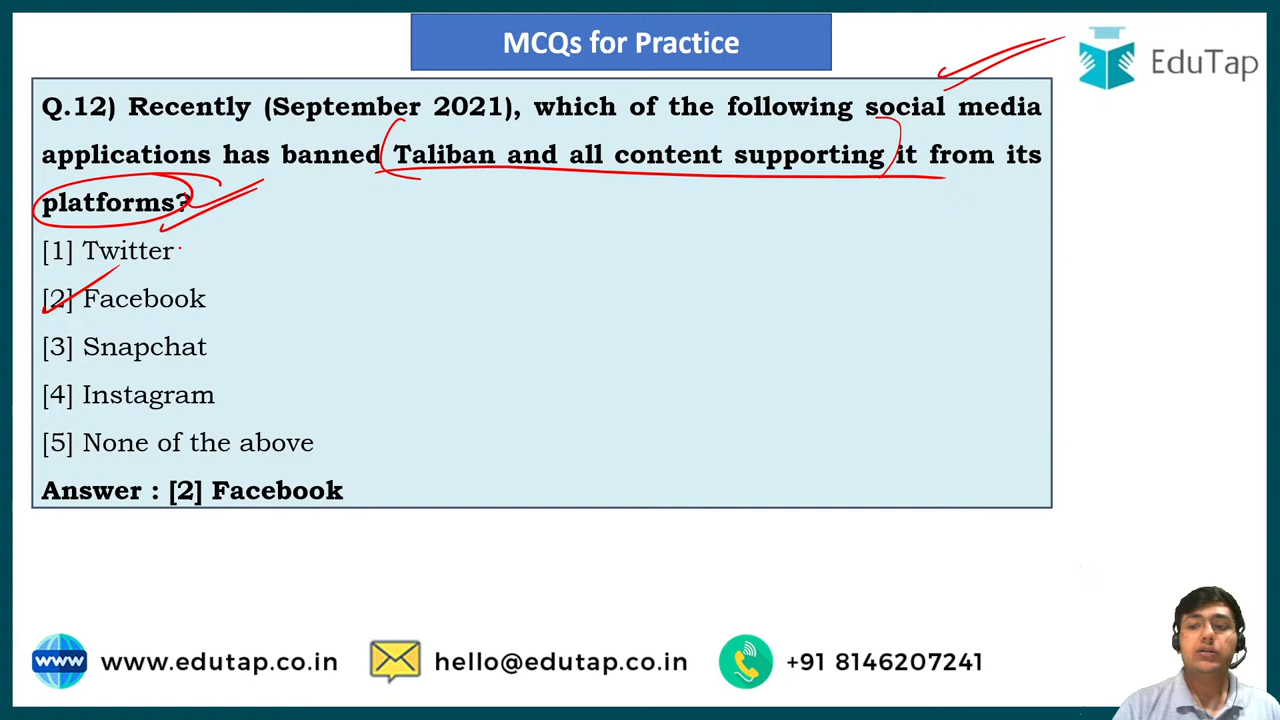 MCQs for Practice
EduTap
Q.12) Recently (September 2021), which of the following social media
applications has banned Taliban and all content supporting it from its
platforms?
[1] Twitter
[2] Facebook
[3] Snapchat
[4] Instagram
[5] None of the above
Answer : [2] Facebook
www www.edutap.co.in hello@edutap.co.in +91 8146207241